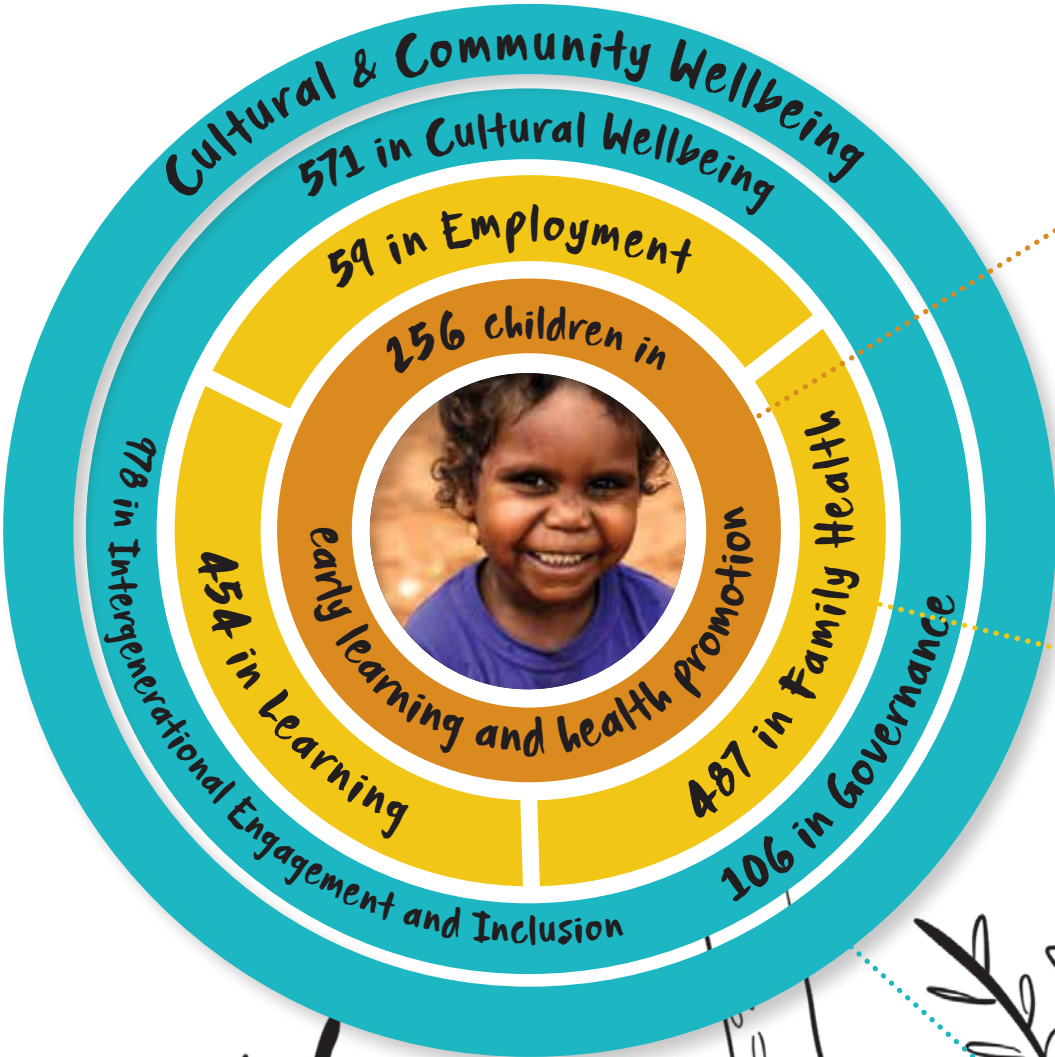 Cultural & Community Wellbeing
571 in Cultural Wellbeing
59 in Employment
256 children in
early learning and health promotion
487 in Family Health
454 in Learning
978 in Intergenerational Engagement and Inclusion
106 in Governance